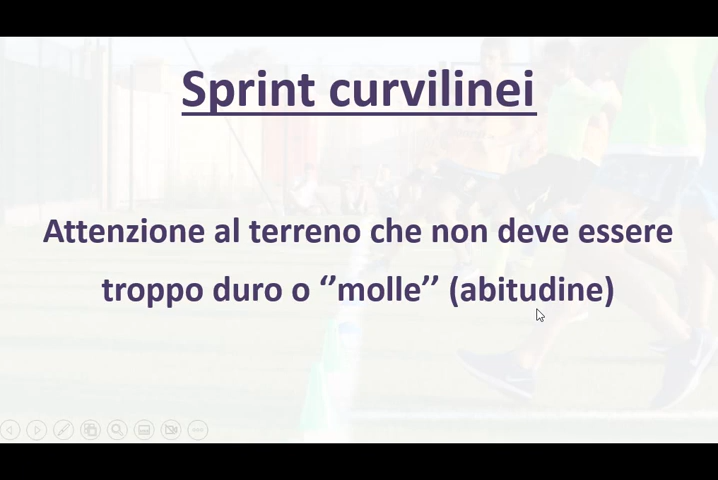 Sprint curvilinei
Attenzione al terreno che non deve essere
troppo duro o ‘’molle’’ (abitudine)